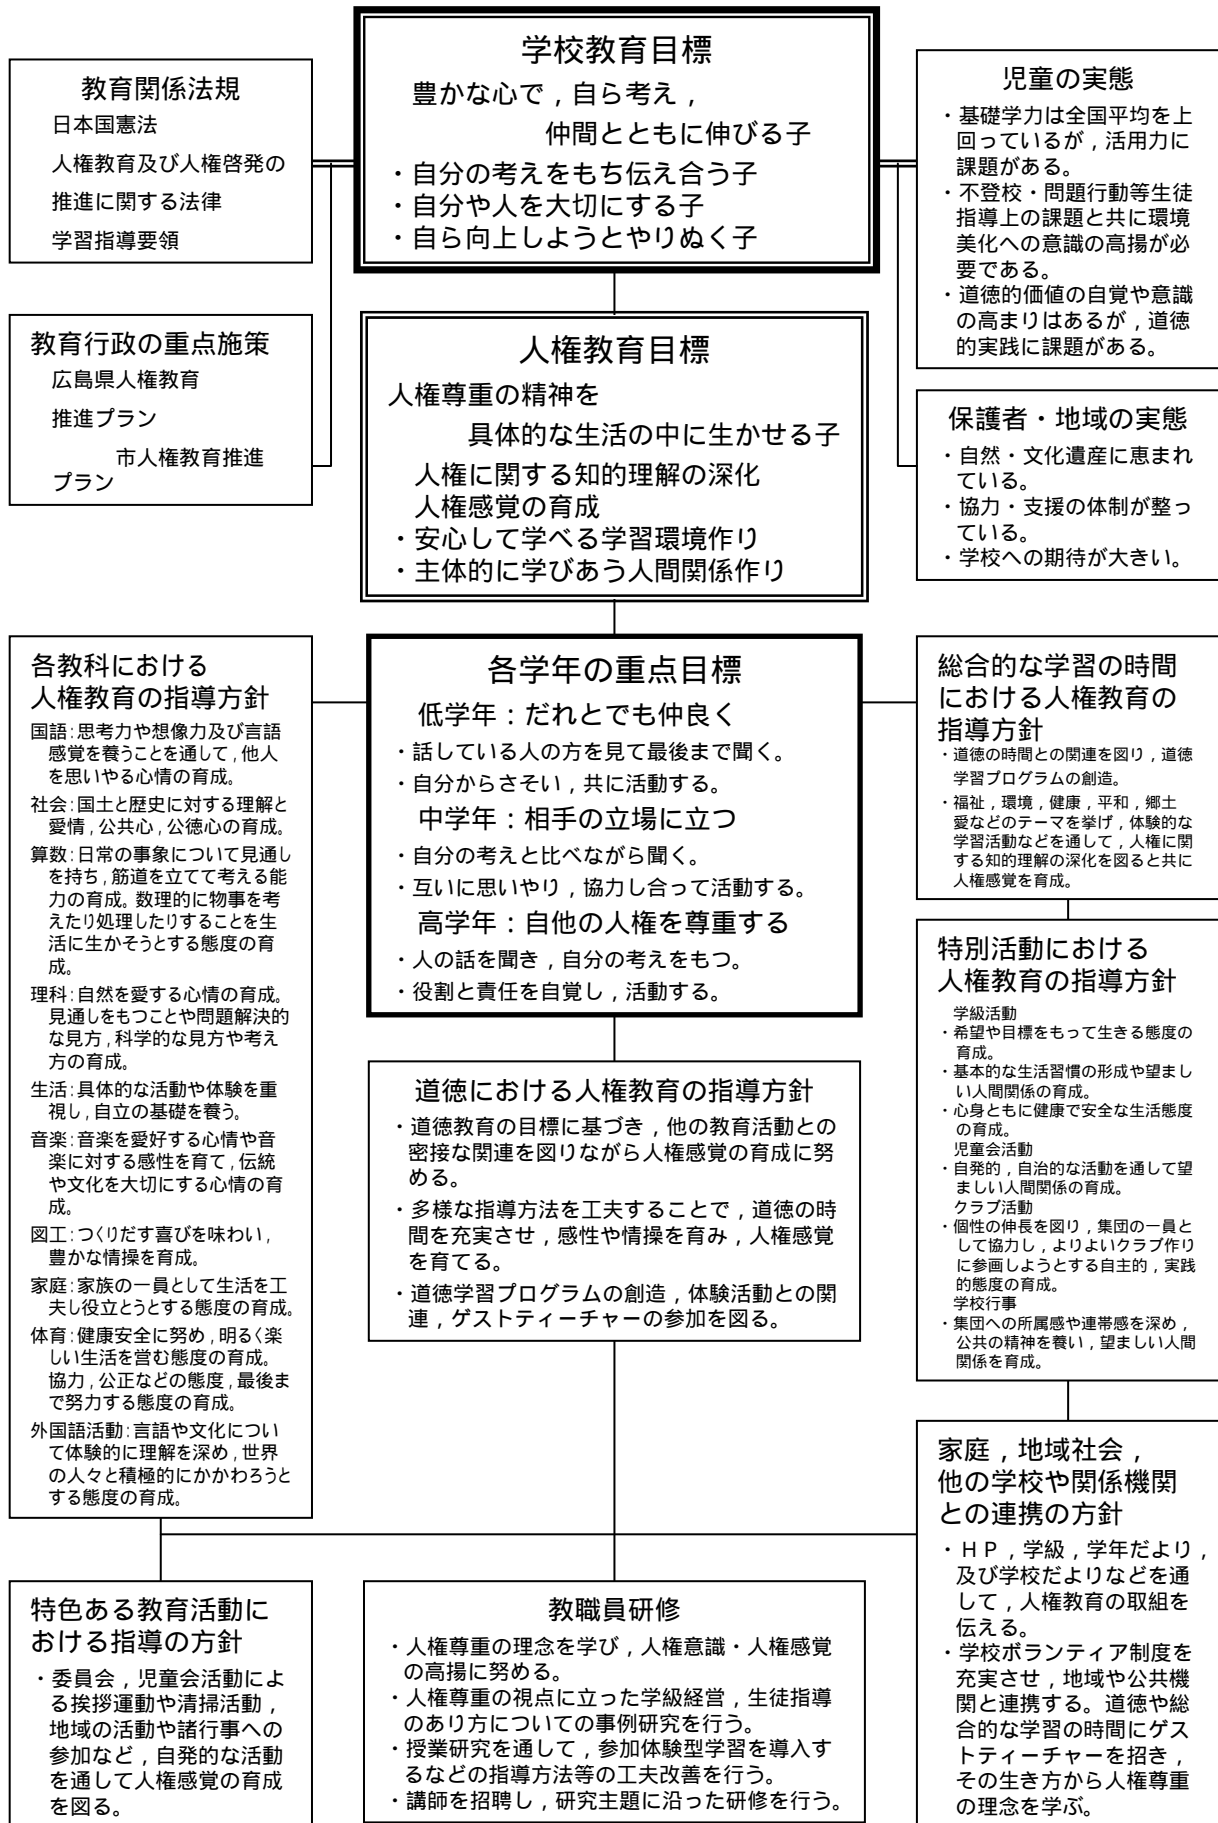 学校教育目標
豊かな心で，自ら考え，
仲間とともに伸びる子
・自分の考えをもち伝え合う子
・自分や人を大切にする子
・自ら向上しようとやりぬく子
教育関係法規
日本国憲法
人権教育及び人権啓発の
推進に関する法律
学習指導要領
児童の実態
・基礎学力は全国平均を上
回っているが，活用力に
課題がある。
・不登校・問題行動等生徒
指導上の課題と共に環境
美化への意識の高揚が必
要である。
・道徳的価値の自覚や意識
の高まりはあるが，道徳
的実践に課題がある。
教育行政の重点施策
広島県人権教育
推進プラン
市人権教育推進
プラン
人権教育目標
人権尊重の精神を
具体的な生活の中に生かせる子
人権に関する知的理解の深化
人権感覚の育成
・安心して学べる学習環境作り
・主体的に学びあう人間関係作り
保護者・地域の実態
・自然・文化遺産に恵まれ
ている。
・協力・支援の体制が整っ
ている。
・学校への期待が大きい。
各教科における
人権教育の指導方針
国語：思考力や想像力及び言語
感覚を養うことを通して，他人
を思いやる心情の育成。
社会：国土と歴史に対する理解と
愛情，公共心，公徳心の育成。
算数：日常の事象について見通し
を持ち，筋道を立てて考える能
力の育成。数理的に物事を考
えたり処理したりすることを生
活に生かそうとする態度の育
成。
理科：自然を愛する心情の育成。
見通しをもつことや問題解決的
な見方，科学的な見方や考え
方の育成。
生活：具体的な活動や体験を重
視し，自立の基礎を養う。
音楽：音楽を愛好する心情や音
楽に対する感性を育て，伝統
や文化を大切にする心情の育
成。
図工：つくりだす喜びを味わい，
豊かな情操を育成。
家庭：家族の一員として生活を工
夫し役立とうとする態度の育成。
体育：健康安全に努め，明るく楽
しい生活を営む態度の育成。
協力，公正などの態度，最後ま
で努力する態度の育成。
外国語活動：言語や文化につい
て体験的に理解を深め，世界
の人々と積極的にかかわろうと
する態度の育成。
各学年の重点目標
低学年：だれとでも仲良く
・話している人の方を見て最後まで聞く。
・自分からさそい，共に活動する。
中学年：相手の立場に立つ
・自分の考えと比べながら聞く。
・互いに思いやり，協力し合って活動する。
高学年：自他の人権を尊重する
・人の話を聞き，自分の考えをもつ。
・役割と責任を自覚し，活動する。
総合的な学習の時間
における人権教育の
指導方針
・道徳の時間との関連を図り，道徳
学習プログラムの創造。
・福祉，環境，健康，平和，郷土
愛などのテーマを挙げ，体験的な
学習活動などを通して，人権に関
する知的理解の深化を図ると共に
人権感覚を育成。
特別活動における
人権教育の指導方針
学級活動
・希望や目標をもって生きる態度の
育成。
・基本的な生活習慣の形成や望まし
い人間関係の育成。
・心身ともに健康で安全な生活態度
の育成。
児童会活動
・自発的，自治的な活動を通して望
ましい人間関係の育成。
クラブ活動
・個性の伸長を図り，集団の一員と
して協力し，よりよいクラブ作り
に参画しようとする自主的，実践
的態度の育成。
学校行事
・集団への所属感や連帯感を深め，
公共の精神を養い，望ましい人間
関係を育成。
道徳における人権教育の指導方針
・道徳教育の目標に基づき，他の教育活動との
密接な関連を図りながら人権感覚の育成に努
める。
・多様な指導方法を工夫することで，道徳の時
間を充実させ，感性や情操を育み，人権感覚
を育てる。
・道徳学習プログラムの創造，体験活動との関
連，ゲストティーチャーの参加を図る。
家庭，地域社会，
他の学校や関係機関
との連携の方針
・ＨＰ，学級，学年だより，
及び学校だよりなどを通
して，人権教育の取組を
伝える。
・学校ボランティア制度を
充実させ，地域や公共機
関と連携する。道徳や総
合的な学習の時間にゲス
トティーチャーを招き，
その生き方から人権尊重
の理念を学ぶ。
特色ある教育活動に
おける指導の方針
・委員会，児童会活動によ
る挨拶運動や清掃活動，
地域の活動や諸行事への
参加など，自発的な活動
を通して人権感覚の育成
を図る。
教職員研修
・人権尊重の理念を学び，人権意識・人権感覚
の高揚に努める。
・人権尊重の視点に立った学級経営，生徒指導
のあり方についての事例研究を行う。
・授業研究を通して，参加体験型学習を導入す
るなどの指導方法等の工夫改善を行う。
・講師を招聘し，研究主題に沿った研修を行う。